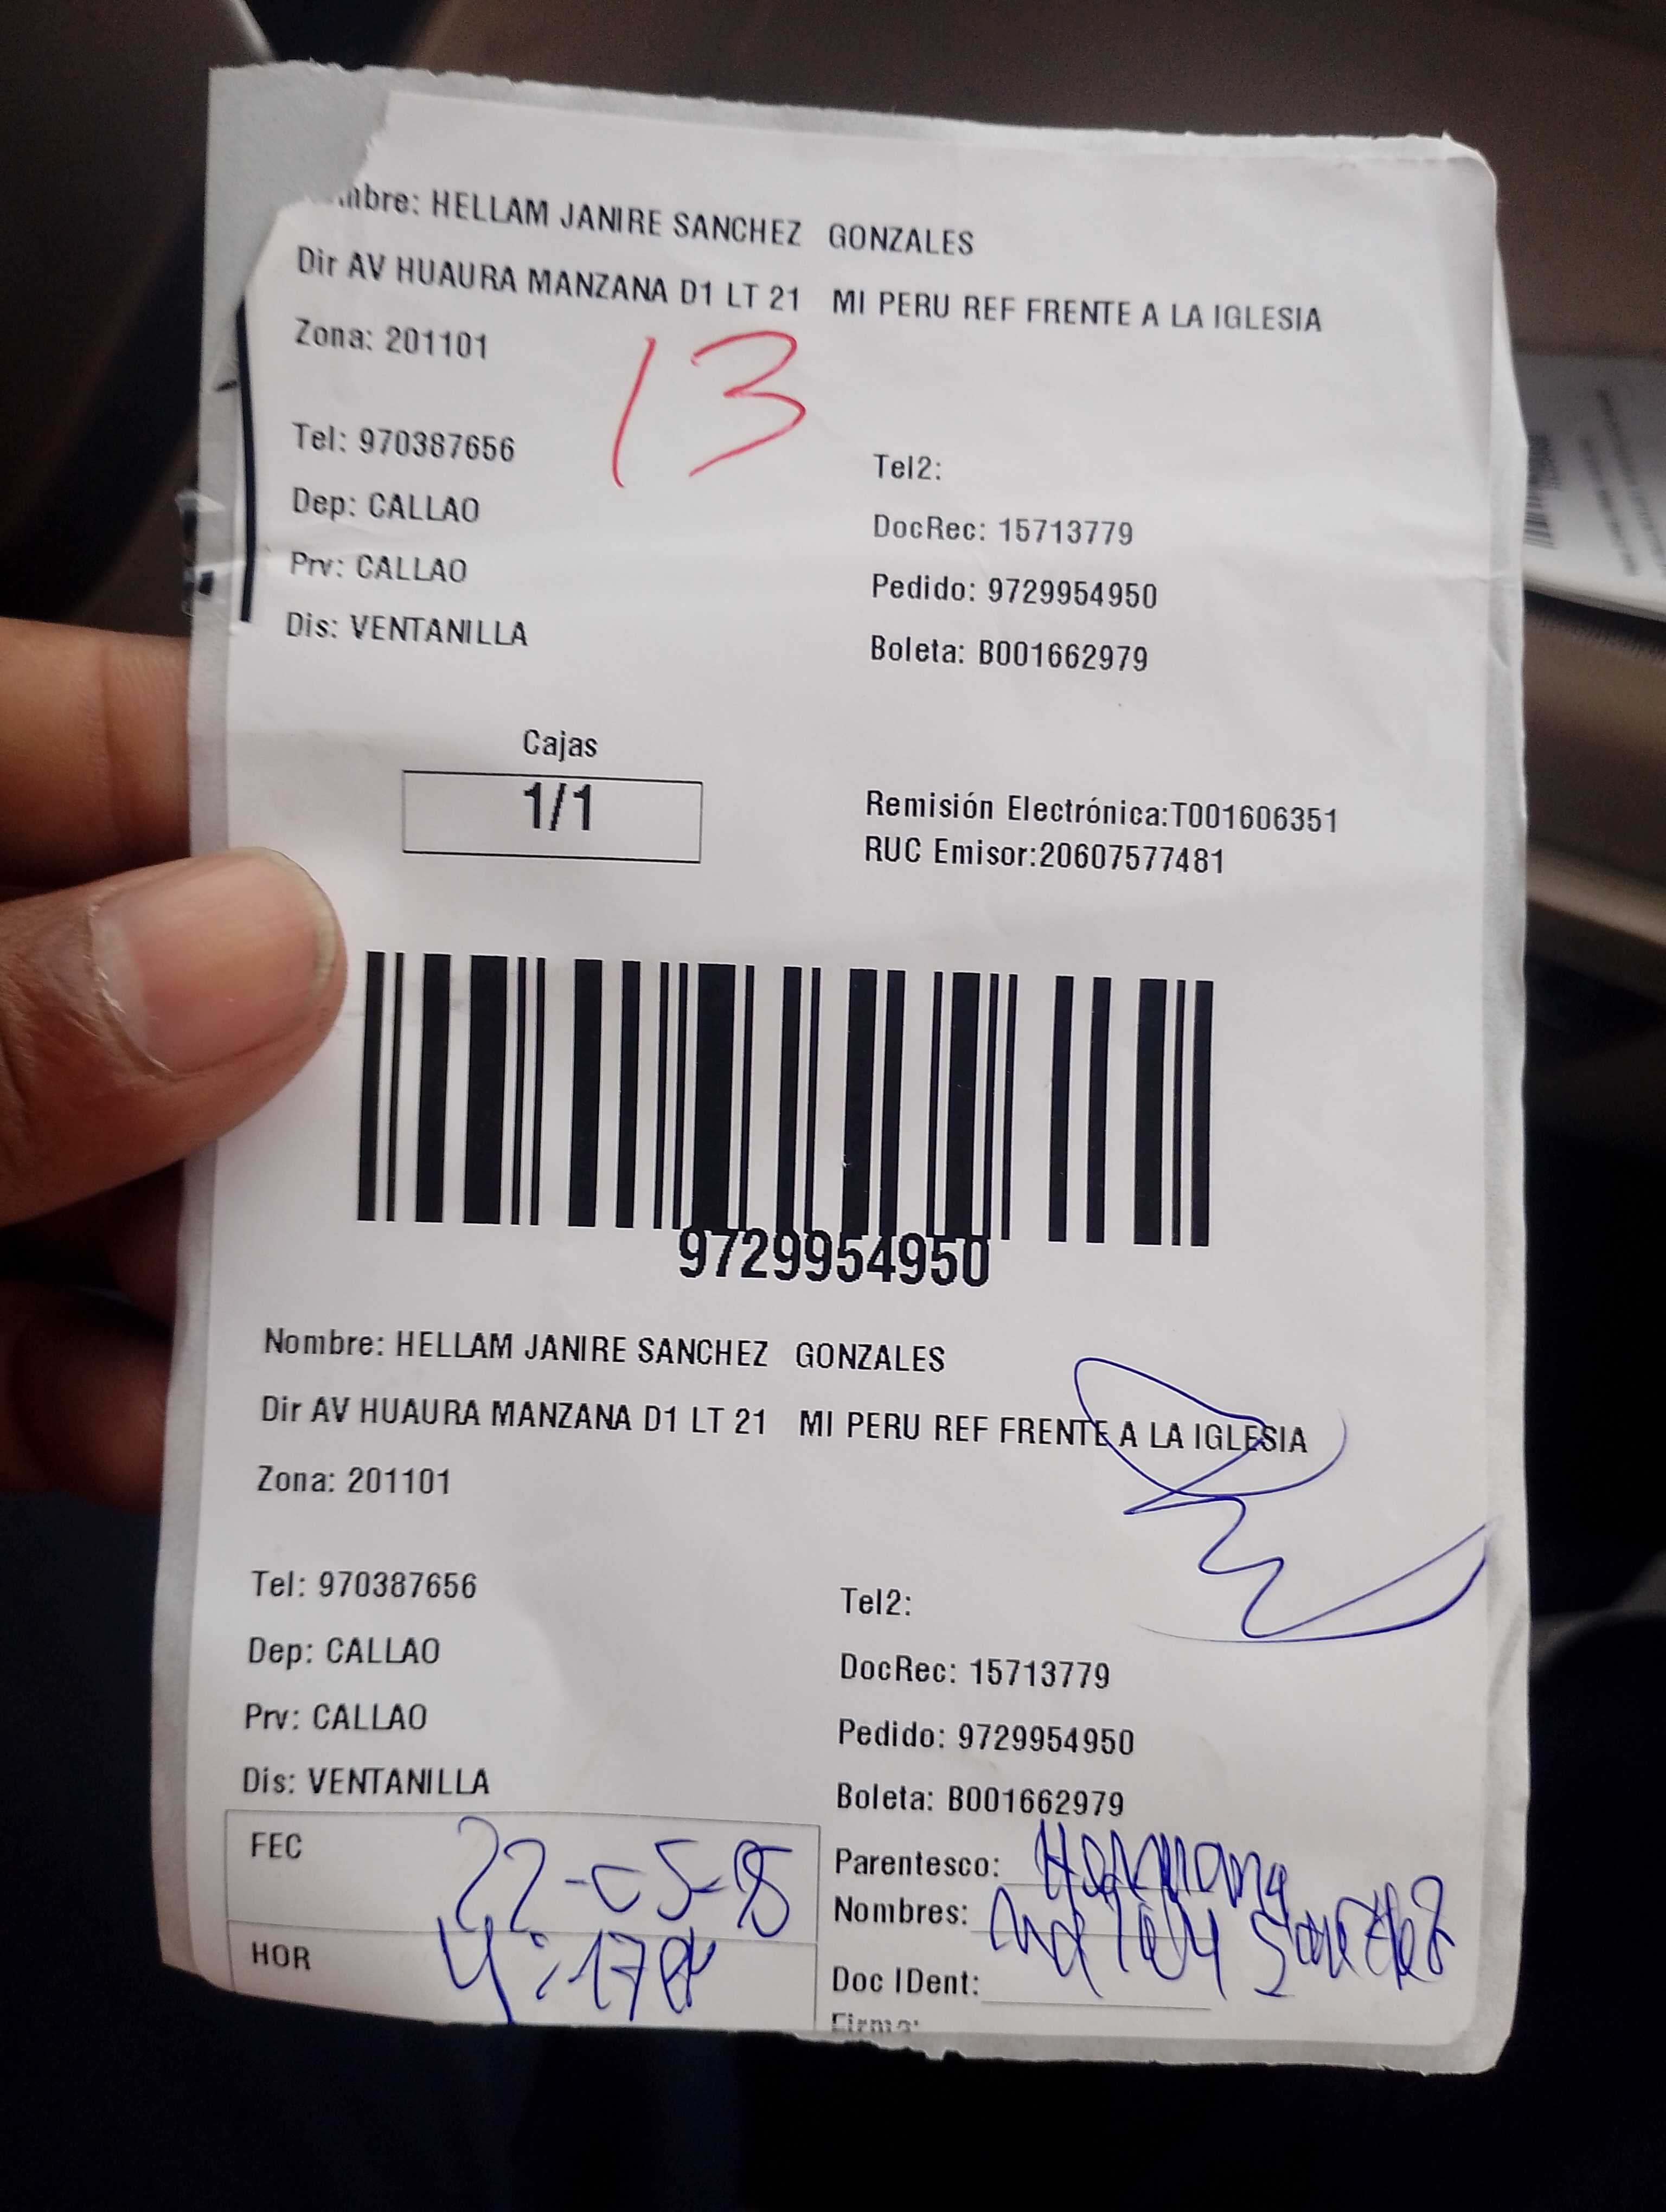 mbre: HELLAM JANIRE SANCHEZ GONZALES
Dir AV HUAURA MANZANA D1 LT 21 MI PERU REF FRENTE A LA IGLESIA
Zona: 201101
13
Tel: 970387656
Tel2:
Dep: CALLAO
DocRec: 15713779
Prv: CALLAO
Pedido: 9729954950
Dis: VENTANILLA
Boleta: B001662979
Cajas
1/1
Remisión Electrónica:T001606351
RUC Emisor:20607577481
9729954950
Nombre: HELLAM JANIRE SANCHEZ GONZALES
Dir AV HUAURA MANZANA D1 LT 21 MI PERU REF FRENTE A LA IGLESIA
Zona: 201101
Tel: 970387656
Tel2:
Dep: CALLAO
DocRec: 15713779
Prv: CALLAO
Pedido: 9729954950
Dis: VENTANILLA
Boleta: B001662979
FEC
Parentesco: Hermana
Nombres:
HOR
Doc IDent:
Firma: